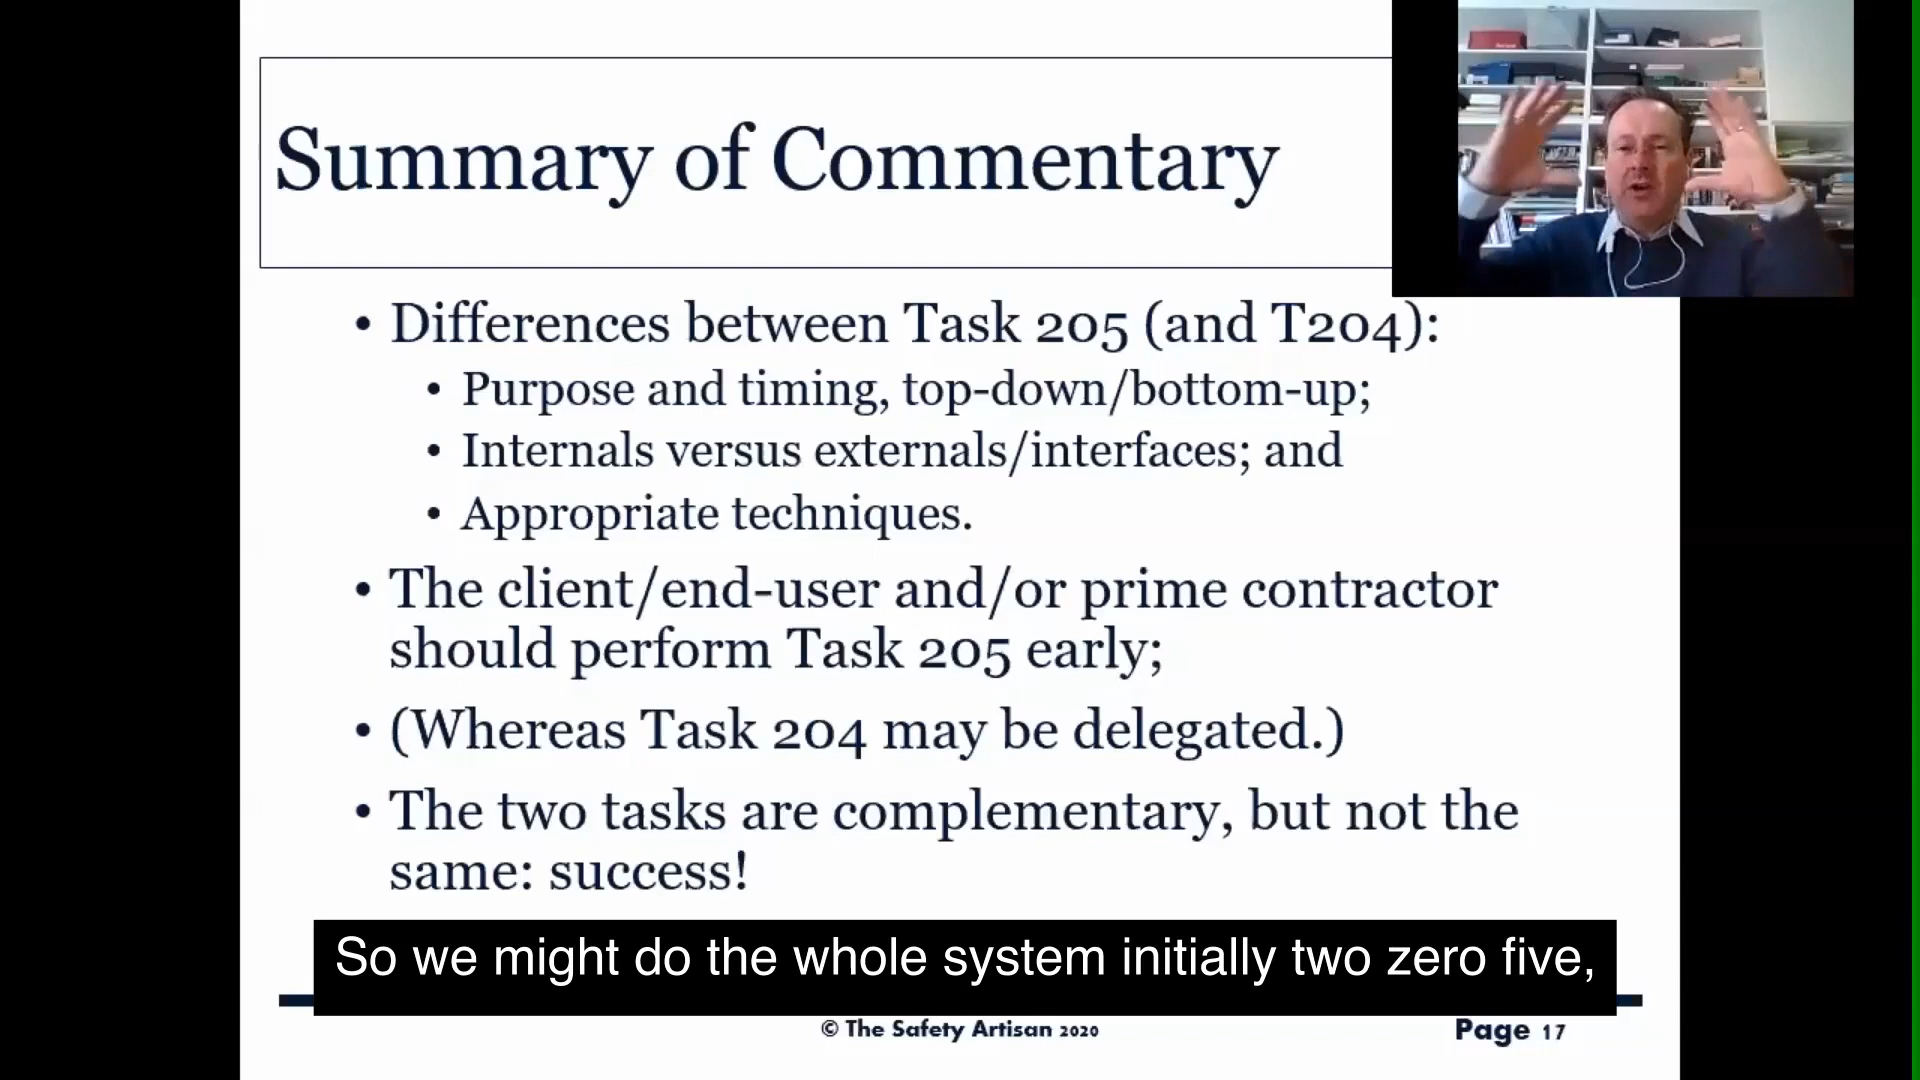 Summary of Commentary
• Differences between Task 205 (and T204):
• Purpose and timing, top-down/bottom-up;
• Internals versus externals/interfaces; and
• Appropriate techniques.
• The client/end-user and/or prime contractor
should perform Task 205 early;
• (Whereas Task 204 may be delegated.)
• The two tasks are complementary, but not the
same: success!
So we might do the whole system initially two zero five,
© The Safety Artisan 2020
Page 17